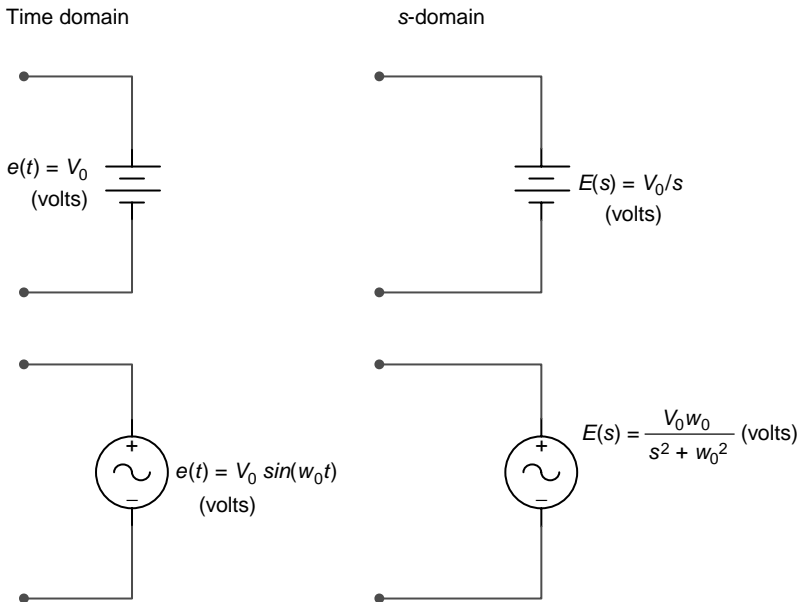 Time domain
s-domain
e(t) = V₀
(volts)
E(s) = V₀/s
(volts)
+
−
e(t) = V₀ sin(w₀t)
(volts)
+
−
E(s) = V₀w₀ / s² + w₀² (volts)